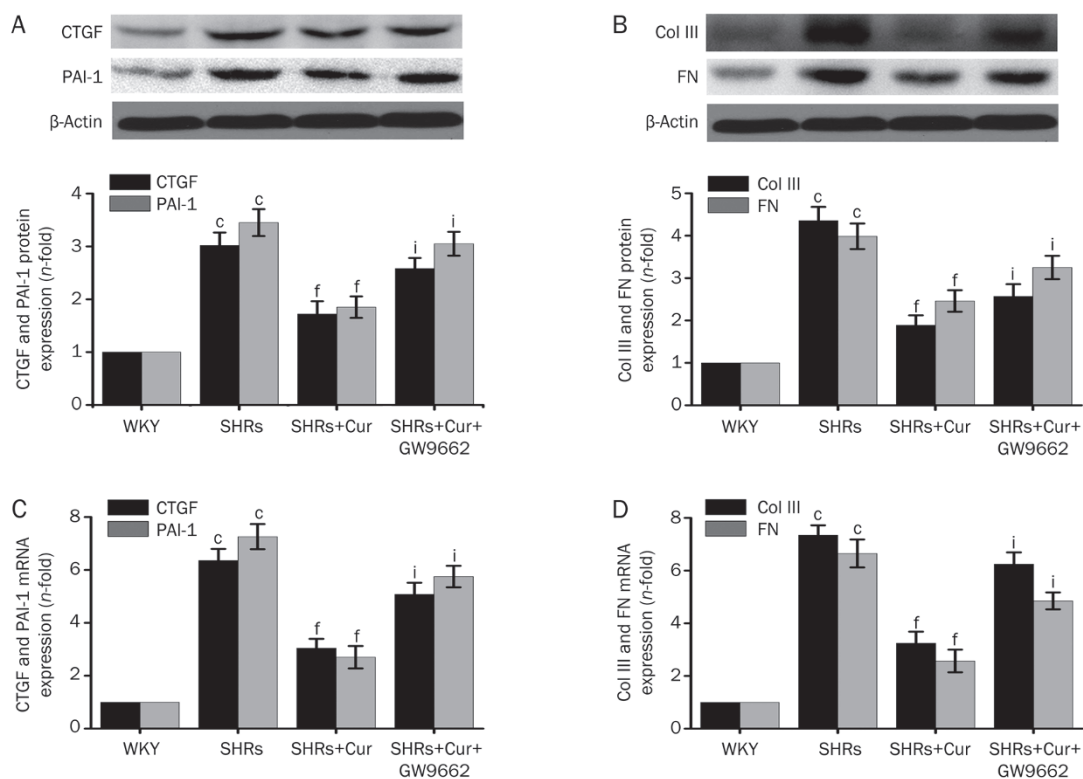 A
CTGF
PAI-1
β-Actin
CTGF
PAI-1
CTGF and PAI-1 protein
expression (n-fold)
4
3
2
1
0
c
c
f
f
i
i
WKY
SHRs
SHRs+Cur
SHRs+Cur+
GW9662
B
Col III
FN
β-Actin
Col III
FN
Col III and FN protein
expression (n-fold)
5
4
3
2
1
0
c
c
f
f
i
i
WKY
SHRs
SHRs+Cur
SHRs+Cur+
GW9662
C
CTGF
PAI-1
CTGF and PAI-1 mRNA
expression (n-fold)
8
6
4
2
0
c
c
f
f
i
i
WKY
SHRs
SHRs+Cur
SHRs+Cur+
GW9662
D
Col III
FN
Col III and FN mRNA
expression (n-fold)
8
6
4
2
0
c
c
f
f
i
i
WKY
SHRs
SHRs+Cur
SHRs+Cur+
GW9662